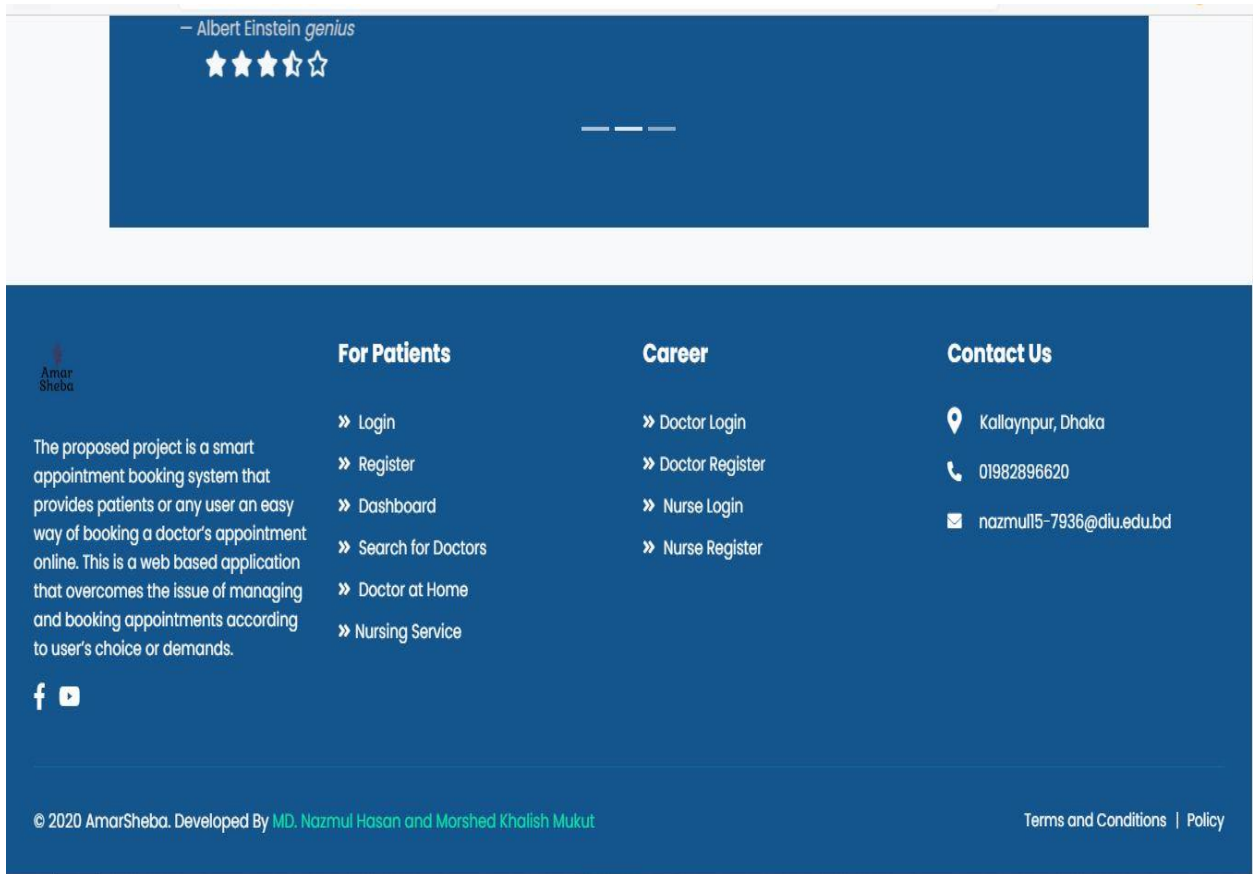 — Albert Einstein genius
Amar
Sheba
The proposed project is a smart
appointment booking system that
provides patients or any user an easy
way of booking a doctor's appointment
online. This is a web based application
that overcomes the issue of managing
and booking appointments according
to user's choice or demands.
For Patients
» Login
» Register
» Dashboard
» Search for Doctors
» Doctor at Home
» Nursing Service
Career
» Doctor Login
» Doctor Register
» Nurse Login
» Nurse Register
Contact Us
Kallaynpur, Dhaka
01982896620
nazmul15-7936@diu.edu.bd
© 2020 AmarSheba. Developed By MD. Nazmul Hasan and Morshed Khalish Mukut
Terms and Conditions | Policy